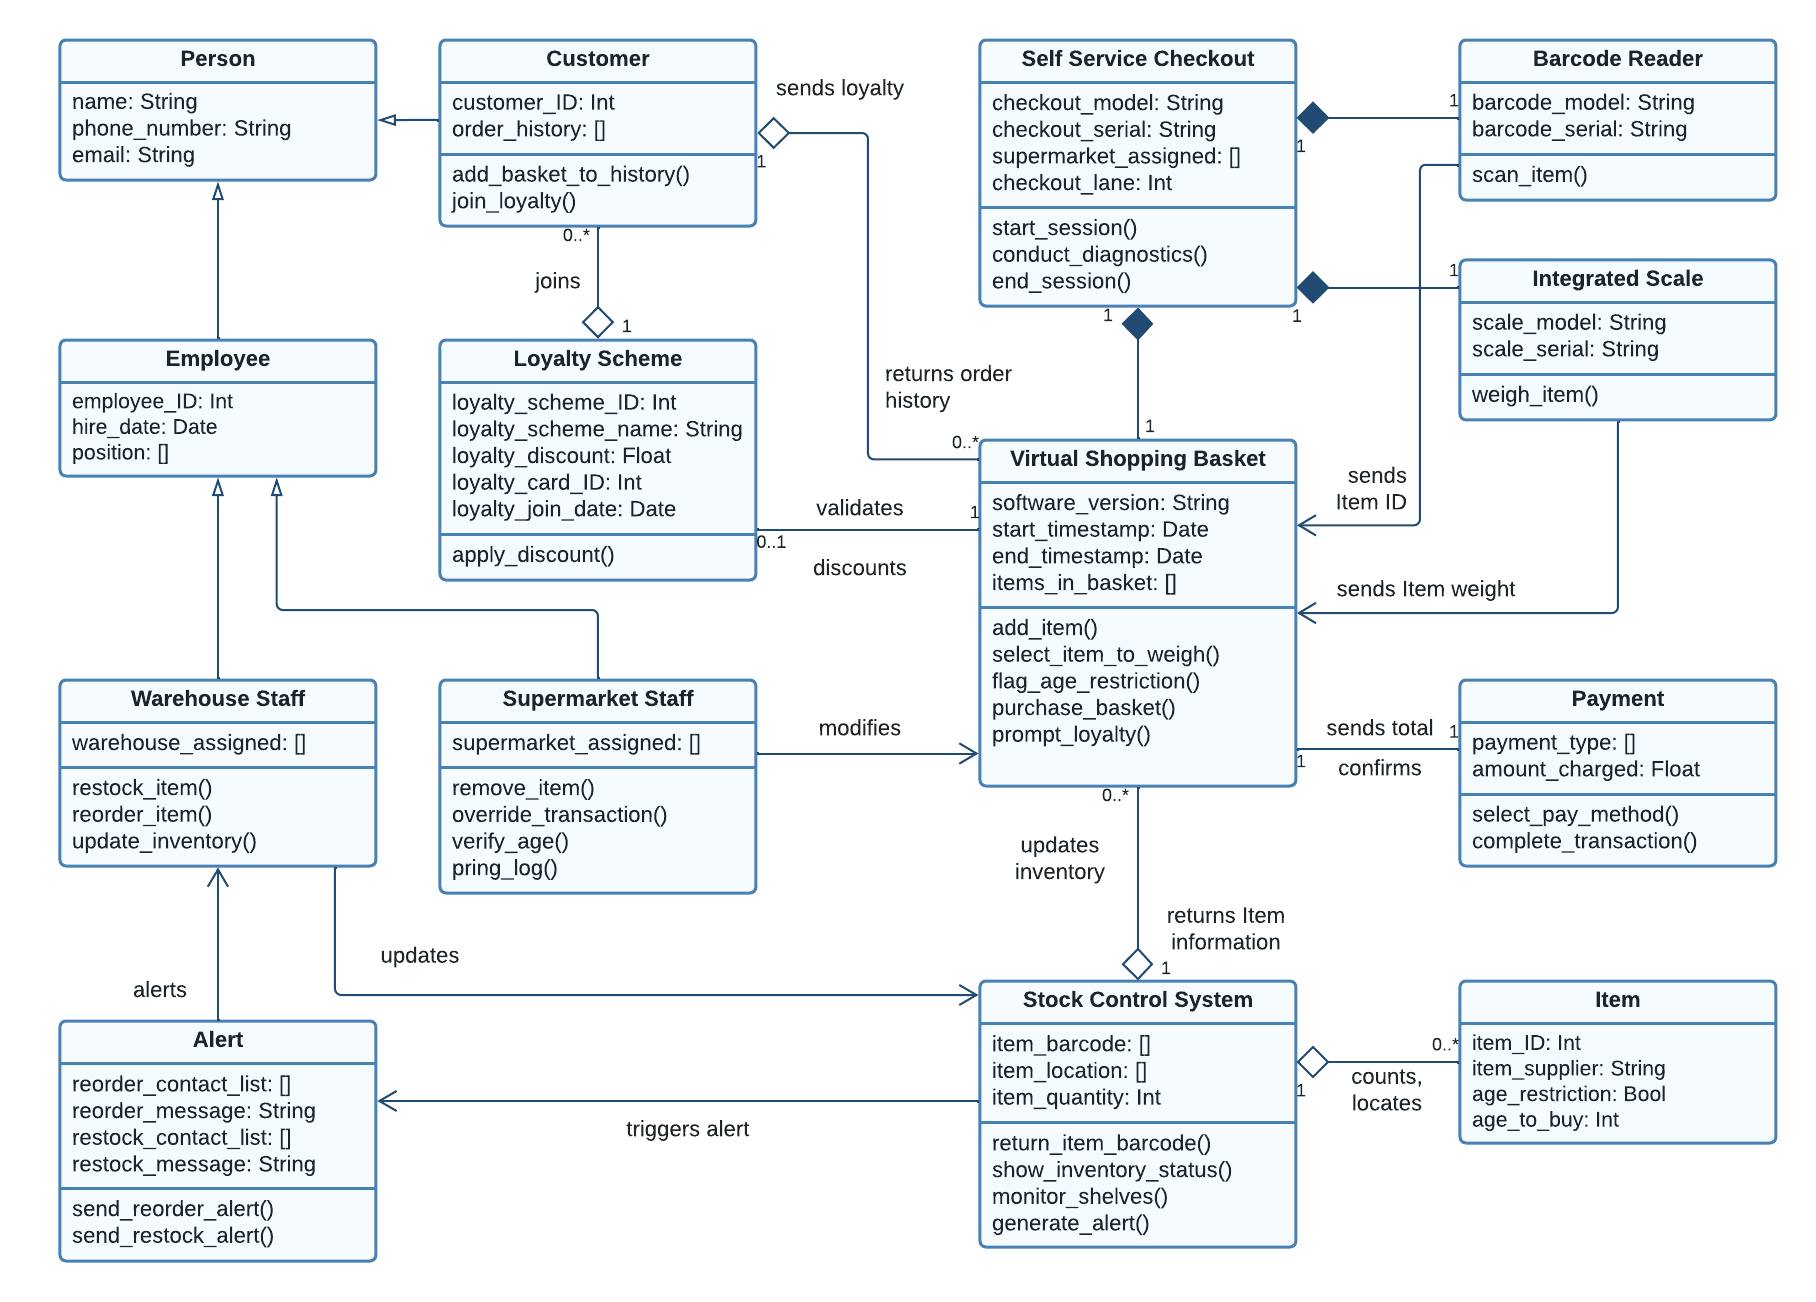 Person
name: String
phone_number: String
email: String
Customer
customer_ID: Int
order_history: []
add_basket_to_history()
join_loyalty()
sends loyalty
1
Self Service Checkout
checkout_model: String
checkout_serial: String
supermarket_assigned: []
checkout_lane: Int
start_session()
conduct_diagnostics()
end_session()
1
1
Barcode Reader
barcode_model: String
barcode_serial: String
scan_item()
0..*
joins
1
1
1
1
1
Integrated Scale
scale_model: String
scale_serial: String
weigh_item()
Employee
employee_ID: Int
hire_date: Date
position: []
Loyalty Scheme
loyalty_scheme_ID: Int
loyalty_scheme_name: String
loyalty_discount: Float
loyalty_card_ID: Int
loyalty_join_date: Date
apply_discount()
returns order
history
0..*
validates
1
0..1
discounts
Virtual Shopping Basket
software_version: String
start_timestamp: Date
end_timestamp: Date
items_in_basket: []
add_item()
select_item_to_weigh()
flag_age_restriction()
purchase_basket()
prompt_loyalty()
sends
Item ID
sends Item weight
Warehouse Staff
warehouse_assigned: []
restock_item()
reorder_item()
update_inventory()
Supermarket Staff
supermarket_assigned: []
remove_item()
override_transaction()
verify_age()
pring_log()
modifies
sends total
1
1
confirms
Payment
payment_type: []
amount_charged: Float
select_pay_method()
complete_transaction()
0..*
updates
inventory
returns Item
information
1
updates
alerts
Alert
reorder_contact_list: []
reorder_message: String
restock_contact_list: []
restock_message: String
send_reorder_alert()
send_restock_alert()
triggers alert
Stock Control System
item_barcode: []
item_location: []
item_quantity: Int
return_item_barcode()
show_inventory_status()
monitor_shelves()
generate_alert()
0..*
1
counts,
locates
Item
item_ID: Int
item_supplier: String
age_restriction: Bool
age_to_buy: Int